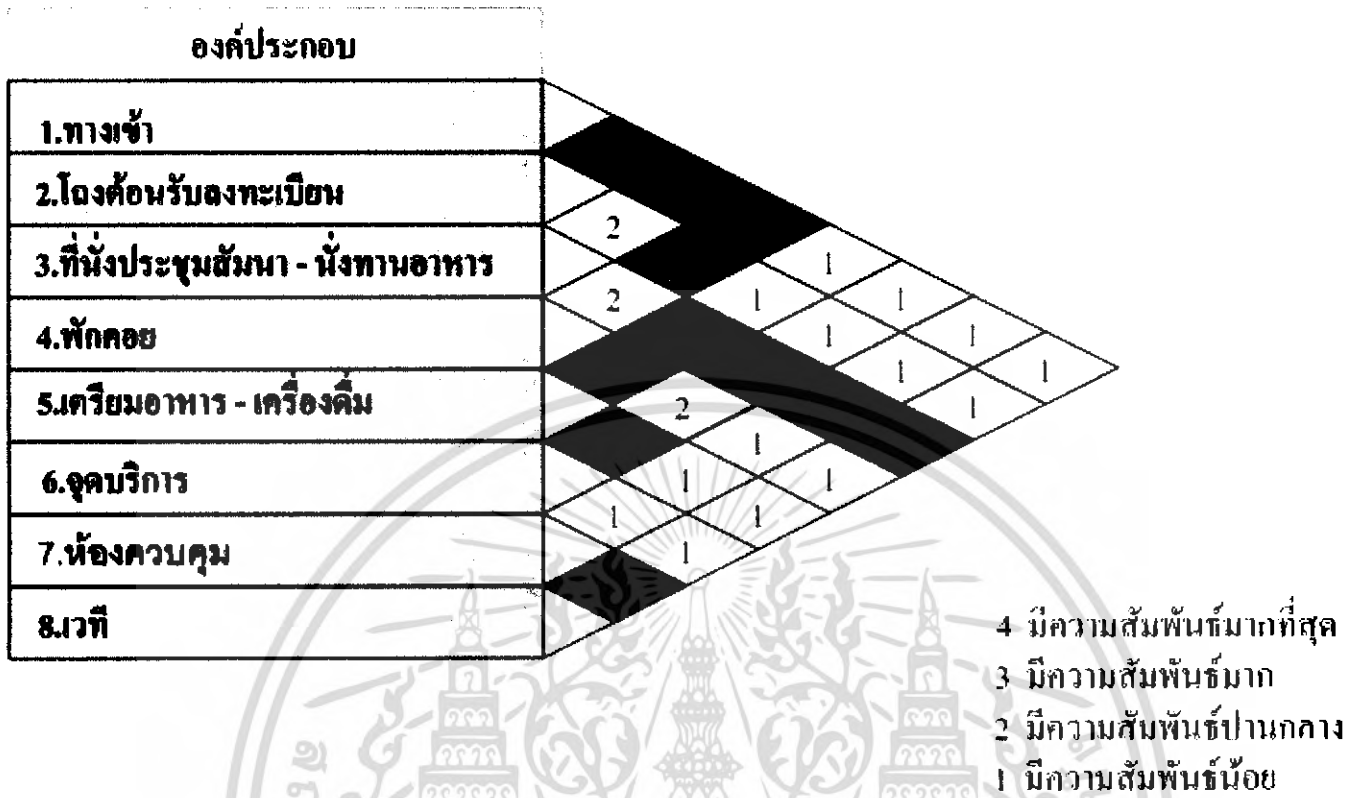 องค์ประกอบ
1.ทางเข้า
2.โถงต้อนรับลงทะเบียน
2
3.ที่นั่งประชุมสัมนา - นั่งทานอาหาร
1
2 1 1
4.พักคอย
1 1
1 1
5.เตรียมอาหาร - เครื่องดื่ม
2 1
1
6.จุดบริการ
1 1
1 1
7.ห้องควบคุม
1
8.เวที
4 มีความสัมพันธ์มากที่สุด
3 มีความสัมพันธ์มาก
2 มีความสัมพันธ์ปานกลาง
1 มีความสัมพันธ์น้อย